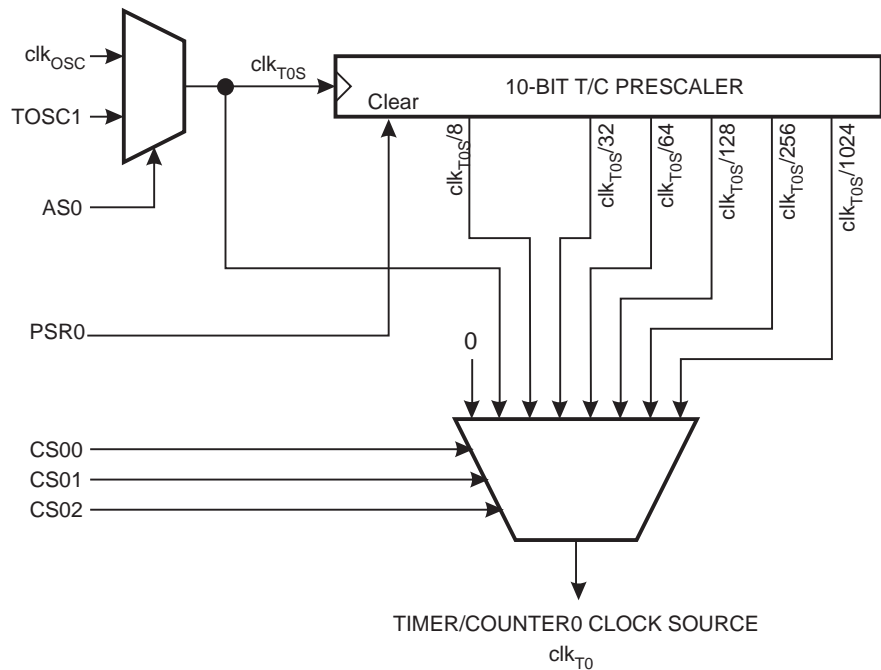 clkOSC
clkT0S
10-BIT T/C PRESCALER
TOSC1
Clear
clkT0S/8
clkT0S/32
clkT0S/64
clkT0S/128
clkT0S/256
clkT0S/1024
AS0
PSR0
0
CS00
CS01
CS02
TIMER/COUNTER0 CLOCK SOURCE
clkT0